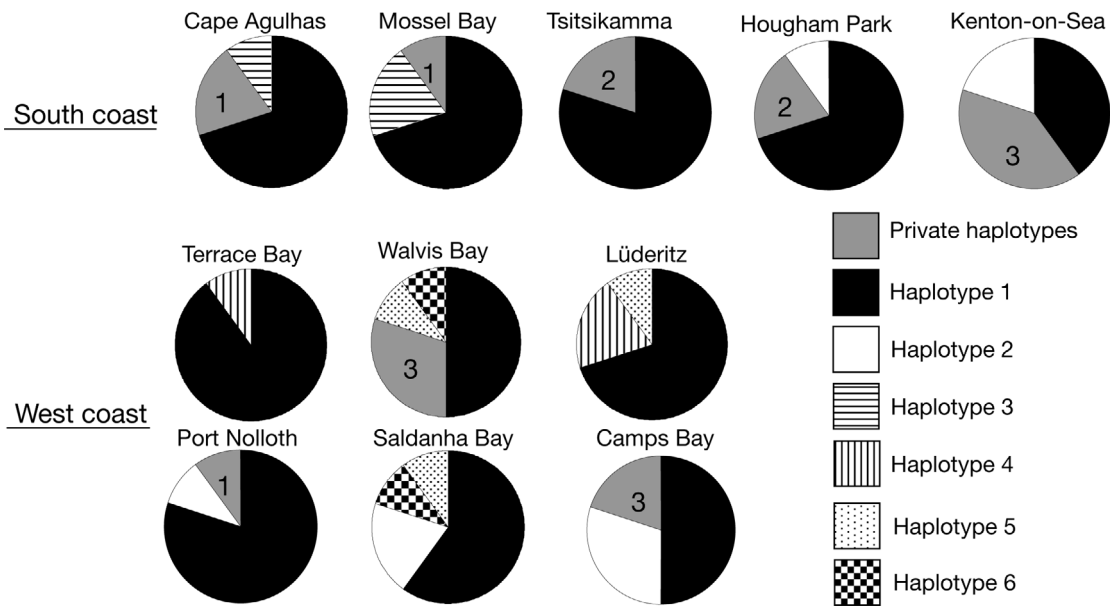 Cape Agulhas
Mossel Bay
Tsitsikamma
Hougham Park
Kenton-on-Sea
South coast
1
1
2
2
3
Private haplotypes
Terrace Bay
Walvis Bay
Lüderitz
Haplotype 1
Haplotype 2
3
Haplotype 3
West coast
Port Nolloth
Saldanha Bay
Camps Bay
Haplotype 4
1
3
Haplotype 5
Haplotype 6